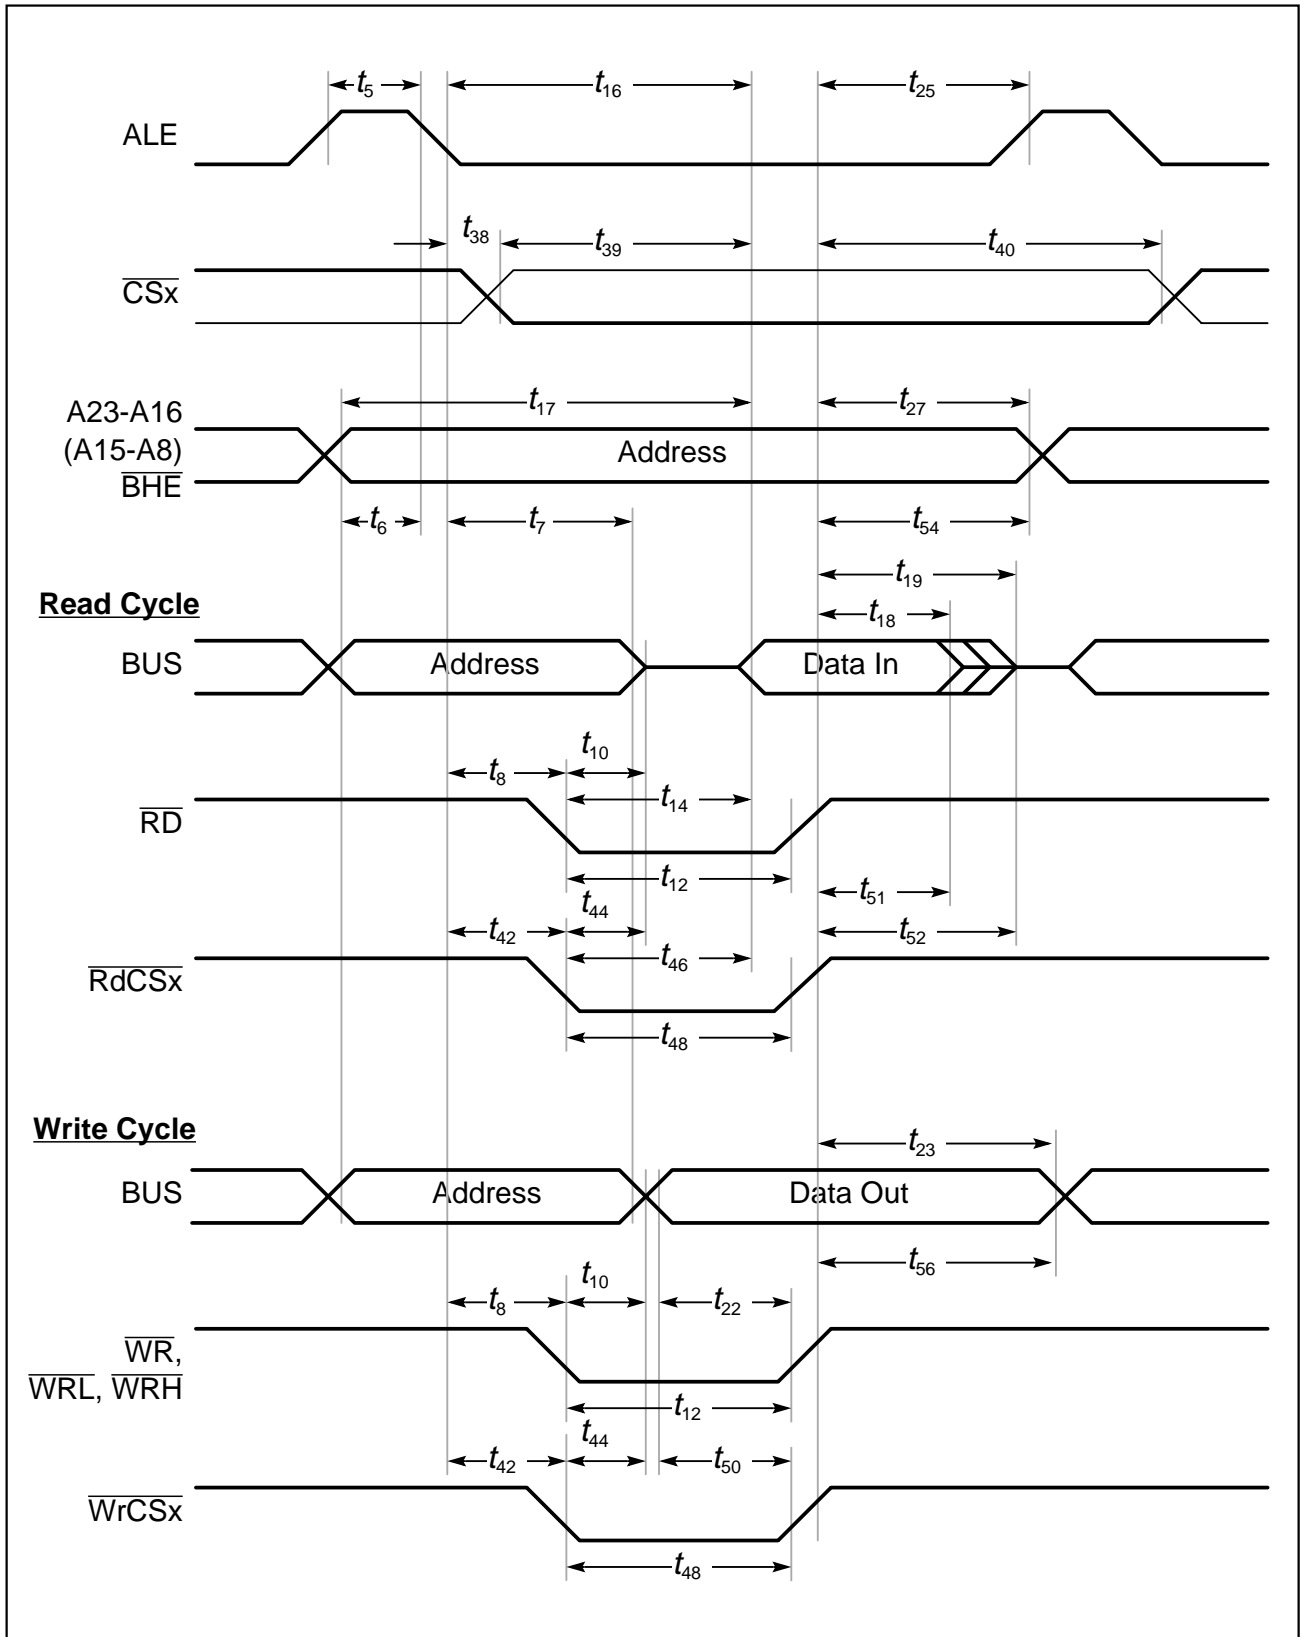 t5 t16 t25
ALE
t38 t39 t40
CSx
t17 t27
A23-A16
(A15-A8)
BHE
Address
t6 t7 t54
t19
Read Cycle
t18
BUS Address Data In
t10
t8
t14
RD
t12 t51
t44
t42 t52
t46
RdCSx
t48
Write Cycle
t23
BUS Address Data Out
t56
t10
t8 t22
WR,
WRL, WRH
t12
t44
t42 t50
WrCSx
t48